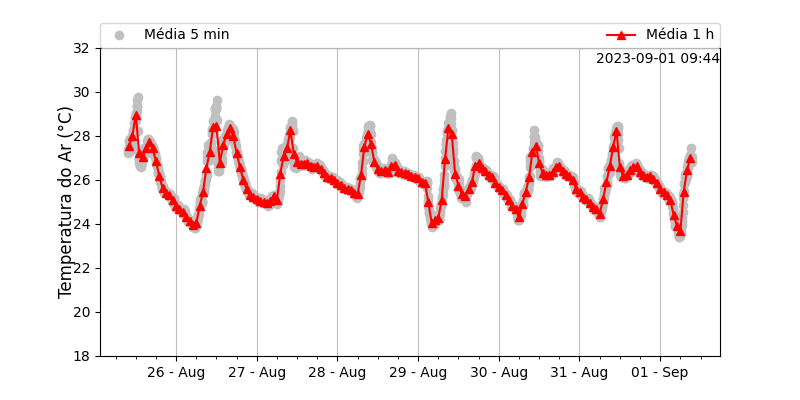 Média 5 min
Média 1 h
2023-09-01 09:44
Temperatura do Ar (°C)
32
30
28
26
24
22
20
18
26 - Aug
27 - Aug
28 - Aug
29 - Aug
30 - Aug
31 - Aug
01 - Sep